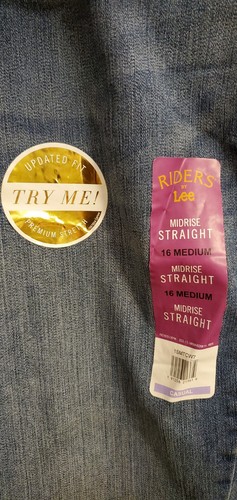 UPDATED FIT
TRY ME!
PREMIUM STRETCH
RIDERS
BY
Lee
MIDRISE
STRAIGHT
16 MEDIUM
MIDRISE
STRAIGHT
16 MEDIUM
MIDRISE
STRAIGHT
CASUAL